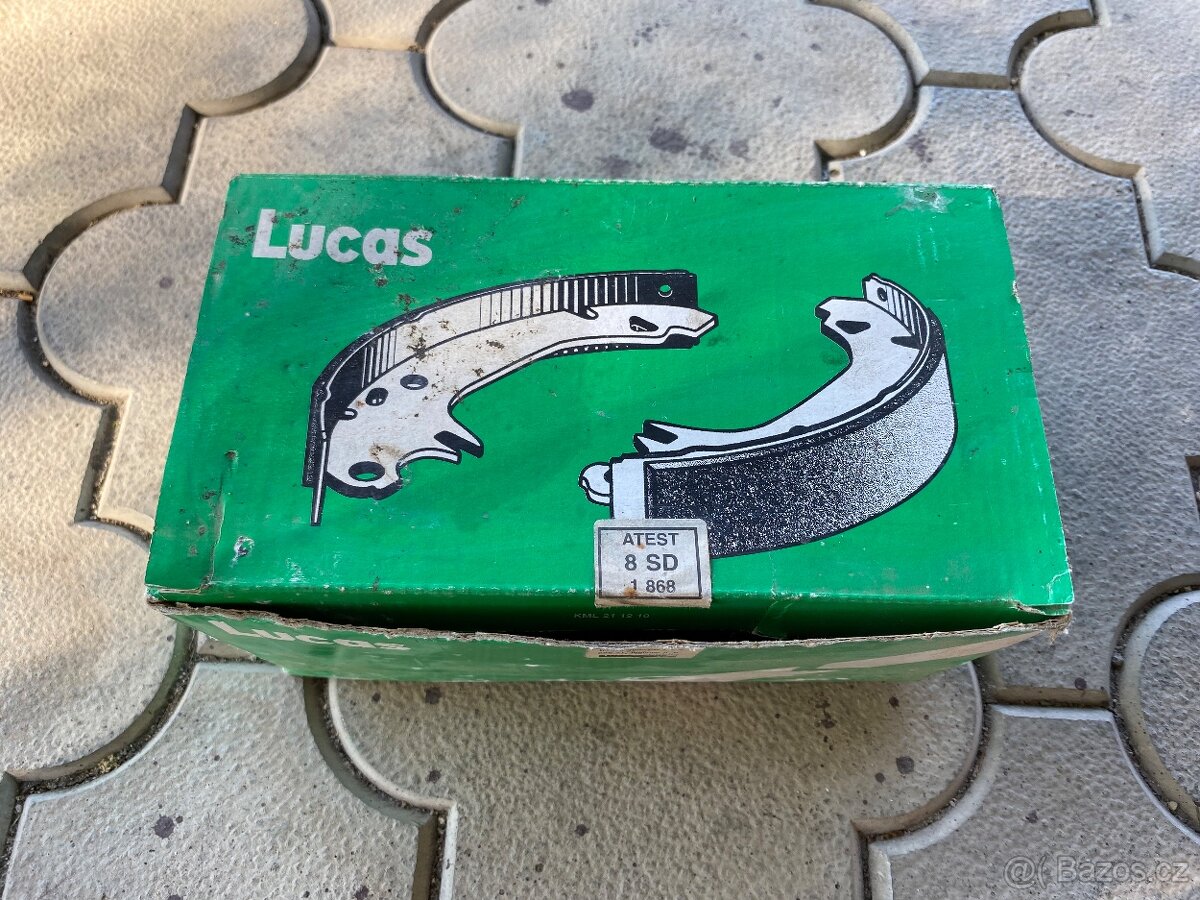 Lucas
ATEST
8 SD
1 868
KML 21 12 10
Lucas
@( Bazos.cz